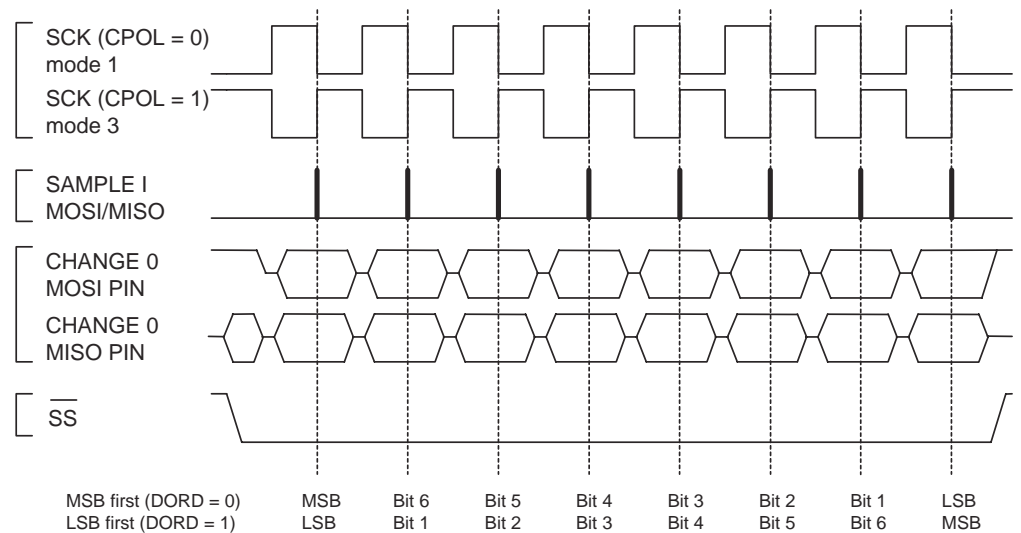 SCK (CPOL = 0)
mode 1
SCK (CPOL = 1)
mode 3
SAMPLE I
MOSI/MISO
CHANGE 0
MOSI PIN
CHANGE 0
MISO PIN
SS
MSB first (DORD = 0) MSB Bit 6 Bit 5 Bit 4 Bit 3 Bit 2 Bit 1 LSB
LSB first (DORD = 1) LSB Bit 1 Bit 2 Bit 3 Bit 4 Bit 5 Bit 6 MSB